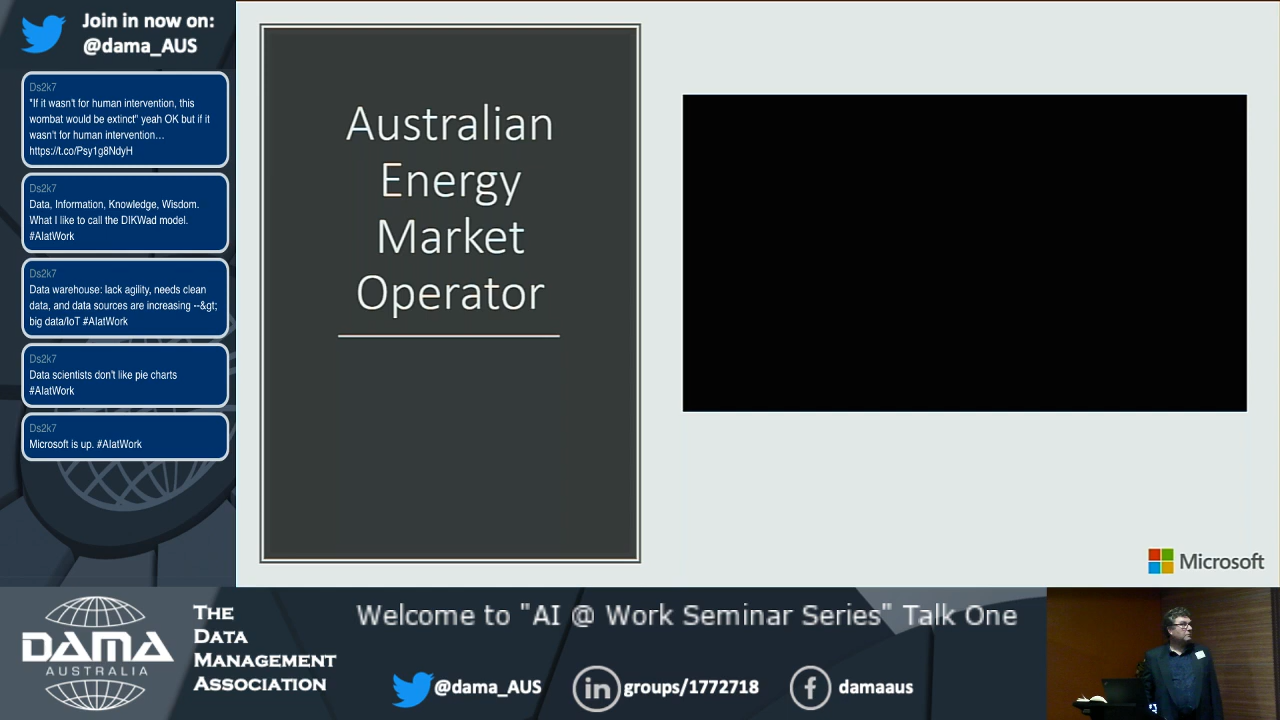 Join in now on:
@dama_AUS
Ds2k7
"If it wasn't for human intervention, this
wombat would be extinct" yeah OK but if it
wasn't for human intervention…
https://t.co/Psy1g8NdyH
Ds2k7
Data, Information, Knowledge, Wisdom.
What I like to call the DIKWad model.
#AIatWork
Ds2k7
Data warehouse: lack agility, needs clean
data, and data sources are increasing --&gt;
big data/IoT #AIatWork
Ds2k7
Data scientists don't like pie charts
#AIatWork
Ds2k7
Microsoft is up. #AIatWork
Australian
Energy
Market
Operator
Microsoft
DAMA
AUSTRALIA
THE
DATA
MANAGEMENT
ASSOCIATION
Welcome to "AI @ Work Seminar Series" Talk One
@dama_AUS
in groups/1772718
f damaaus